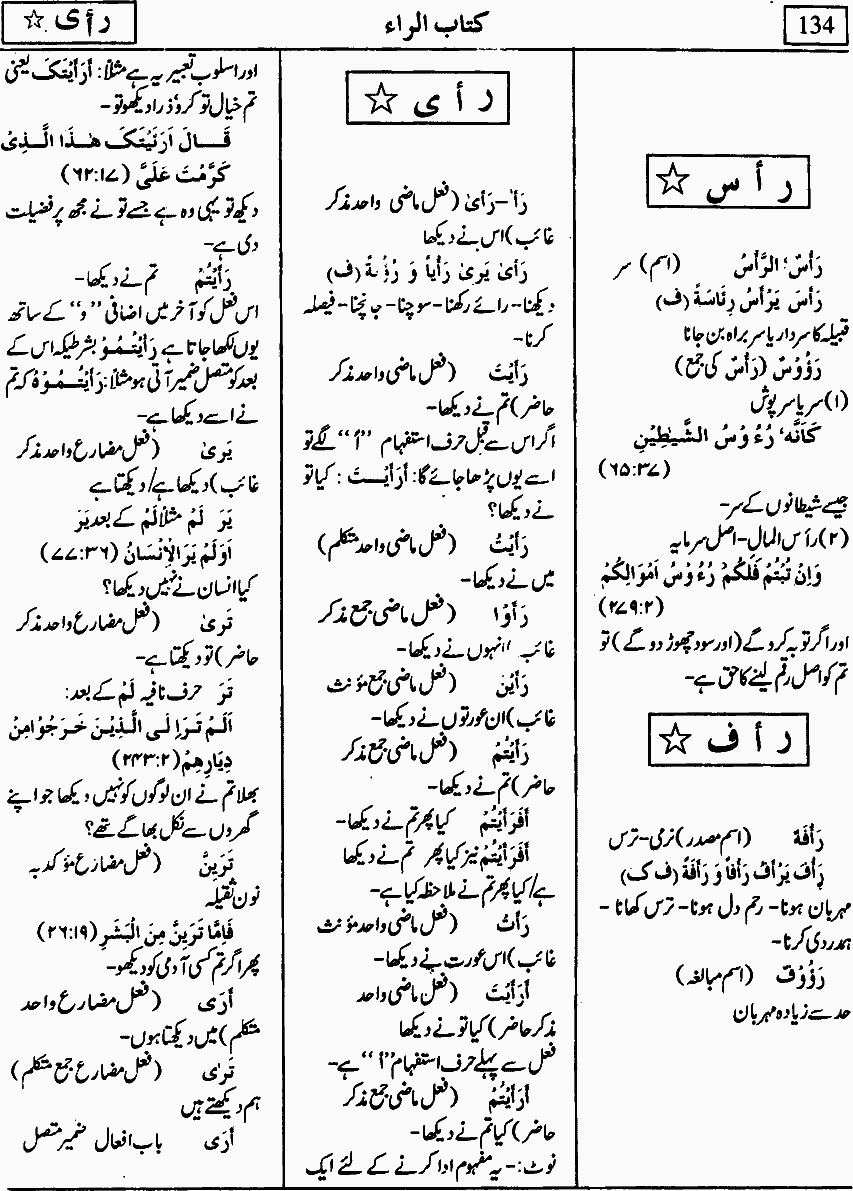 134
کتاب الراء
رأی ☆
ر أ س ☆
رَأسٌ، الرَّأسُ (اسم) سر
رَأسَ یَرْأسُ رِئاسَةً (ف)
قبیلہ کا سردار یا سربراہ بن جانا
رَؤُوْسٌ (رَأسٌ کی جمع)
(۱) سر یا سرپوش
كَاَنَّهٗ رُءُوْسُ الشَّيٰطِيْنِ
(۶۵:۳۷)
جیسے شیطانوں کے سر-
(۲) رأس المال- اصل سرمایہ
وَاِنْ تُبْتُمْ فَلَكُمْ رُءُوْسُ اَمْوَالِكُمْ
(۲۷۹:۲)
اور اگر توبہ کرو گے (اور سود چھوڑ دو گے) تو
تم کو اصل رقم لینے کا حق ہے-
ر أ ف ☆
رَأفَة (اسم مصدر) نرمی- ترس
رِأفَ یَرْأفُ رَأفاً وَ رَأفَةً (ف ک)
مہربان ہونا- رحم دل ہونا- ترس کھانا-
ہمدردی کرنا-
رَؤُوْفٌ (اسم مبالغہ)
حد سے زیادہ مہربان
ر أ ی ☆
رَأ-رَأیٰ (فعل ماضی واحد مذکر
غائب) اس نے دیکھا
رَأیٰ یَریٰ رَأیاً وَ رُؤیةً (ف)
دیکھنا- رائے رکھنا- سوچنا- جانچنا- فیصلہ
کرنا-
رَأیْتَ (فعل ماضی واحد مذکر
حاضر) تم نے دیکھا-
اگر اس سے قبل حرف استفہام ”أ“ لگے تو
اسے یوں پڑھا جائے گا: أرَأیْتَ: کیا تو
نے دیکھا؟
رَأیْتُ (فعل ماضی واحد متکلم)
میں نے دیکھا-
رَأوْا (فعل ماضی جمع مذکر
غائب "انہوں نے دیکھا-
رَأیْنَ (فعل ماضی جمع مؤنث
غائب) ان عورتوں نے دیکھا-
رَأیْتُمْ (فعل ماضی جمع مذکر
حاضر) تم نے دیکھا-
أفَرَأیْتُمْ کیا پھر تم نے دیکھا-
أفَرَأیْتُمْ نیز کیا پھر تم نے دیکھا
ہے/کیا پھر تم نے ملاحظہ کیا ہے-
رَأتْ (فعل ماضی واحد مؤنث
غائب) اس عورت نے دیکھا-
أرَأیْتَ (فعل ماضی واحد
مذکر حاضر) کیا تو نے دیکھا
فعل سے پہلے حرف استفہام ”أ“ ہے-
أرَأیْتُمْ (فعل ماضی جمع مذکر
حاضر) کیا تم نے دیکھا-
نوٹ:- یہ مفہوم ادا کرنے کے لئے ایک
اور اسلوب تعبیر یہ ہے مثلاً: أرَأیْتَکَ یعنی
تم خیال تو کرو ذرا دیکھو تو-
قَالَ اَرَئَيْتَكَ هٰذَا الَّذِیْ
كَرَّمْتَ عَلَیَّ (۶۲:۱۷)
دیکھ تو یہی وہ ہے جسے تو نے مجھ پر فضیلت
دی ہے-
رَأیْتُمْ تم نے دیکھا-
اس فعل کو آخر میں اضافی ”و“ کے ساتھ
یوں لکھا جاتا ہے رَأیْتُمُوْ بشرطیکہ اس کے
بعد کو متصل ضمیر آتی ہو مثلاً: رَأیْتُمُوْهُ کہ تم
نے اسے دیکھا ہے-
یَریٰ (فعل مضارع واحد مذکر
غائب) دیکھا ہے/دیکھتا ہے
یَرَ لَمْ مثلاً لَمْ کے بعد یَرَ
اَوَلَمْ يَرَ الْاِنْسَانُ (۷۷:۳۶)
کیا انسان نے نہیں دیکھا؟
تَریٰ (فعل مضارع واحد مذکر
حاضر) تو دیکھتا ہے-
تَرَ حرف نافیہ لَمْ کے بعد:
اَلَمْ تَرَ اِلَى الَّذِيْنَ خَرَجُوْا مِنْ
دِيَارِهِمْ (۲۴۳:۲)
بھلا تم نے ان لوگوں کو نہیں دیکھا جو اپنے
گھروں سے نکل بھاگے تھے؟
تَرَیِنَّ (فعل مضارع مؤکد بہ
نون ثقیلہ
فَاِمَّا تَرَيِنَّ مِنَ الْبَشَرِ (۲۶:۱۹)
پھر اگر تم کسی آدمی کو دیکھو-
أرَی (فعل مضارع واحد
متکلم) میں دیکھتا ہوں-
تَریٰ (فعل مضارع جمع متکلم)
ہم دیکھتے ہیں
أرَی باب افعال ضمیر متصل